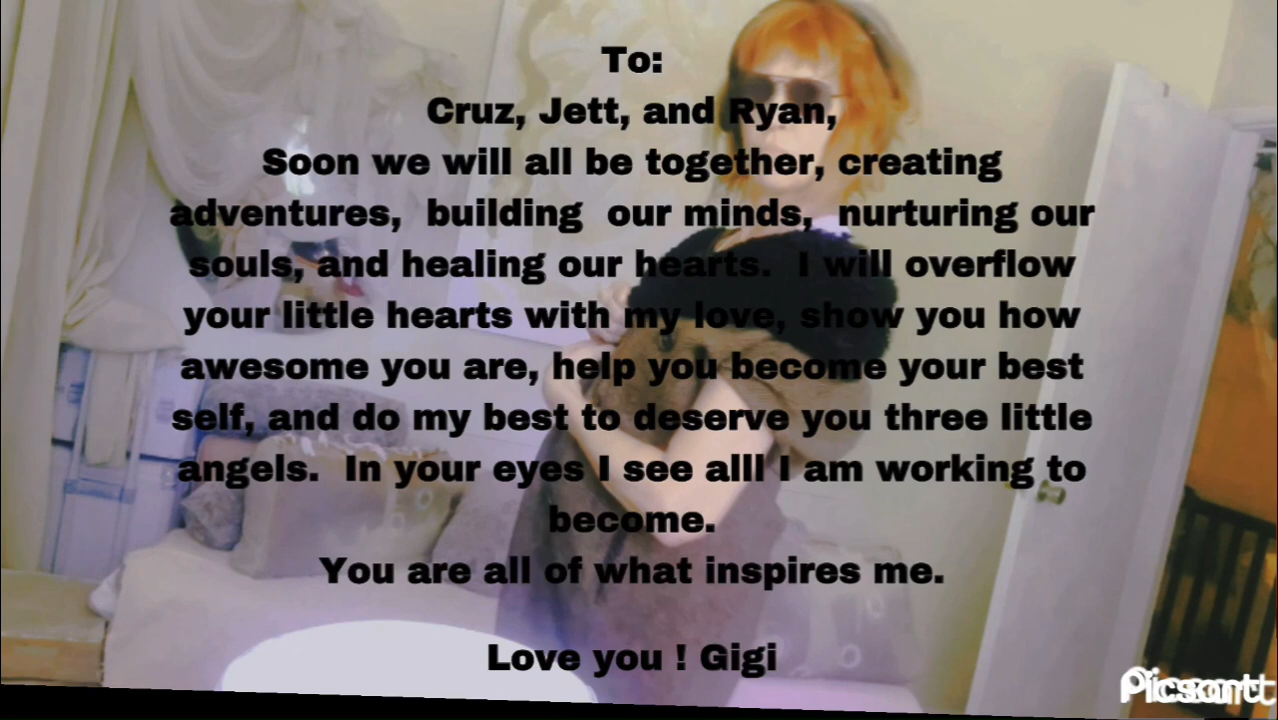 To:
Cruz, Jett, and Ryan,
Soon we will all be together, creating
adventures, building our minds, nurturing our
souls, and healing our hearts. I will overflow
your little hearts with my love, show you how
awesome you are, help you become your best
self, and do my best to deserve you three little
angels. In your eyes I see alll I am working to
become.
You are all of what inspires me.
Love you ! Gigi
Picsart